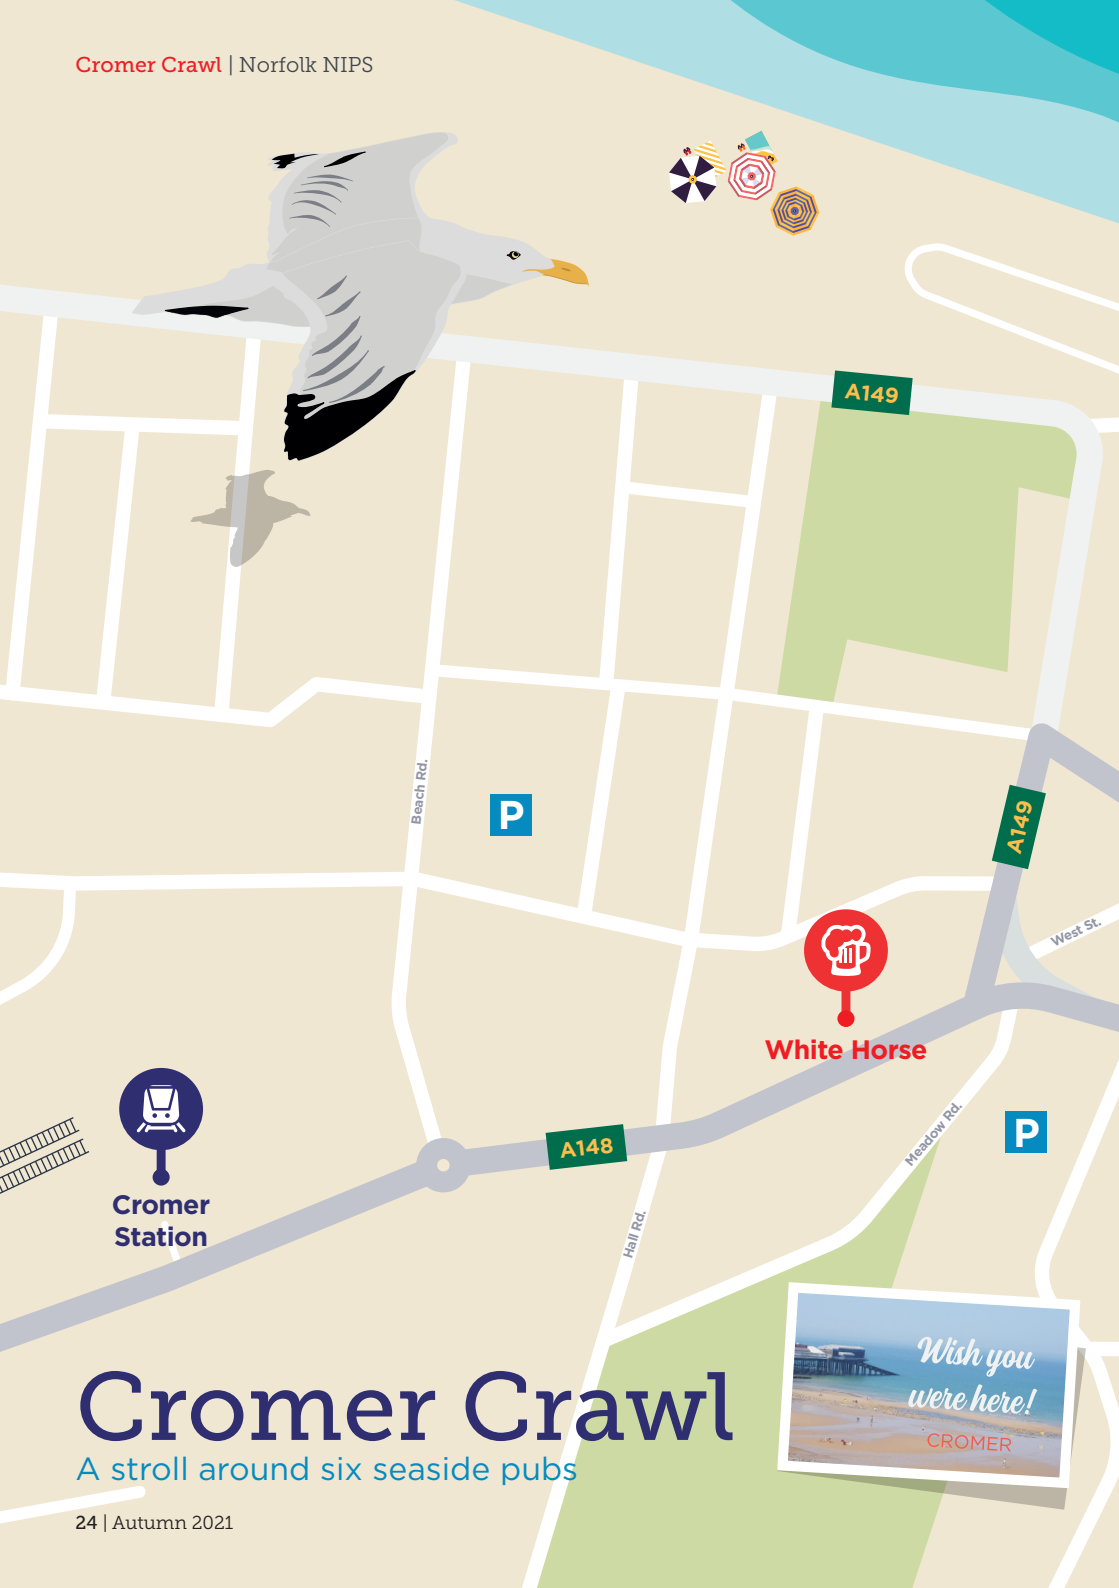 Cromer Crawl | Norfolk NIPS
A149
Beach Rd.
P
A149
West St.
White Horse
Meadow Rd.
P
A148
Cromer
Station
Hall Rd.
Wish you
were here!
CROMER
Cromer Crawl
A stroll around six seaside pubs
24 | Autumn 2021